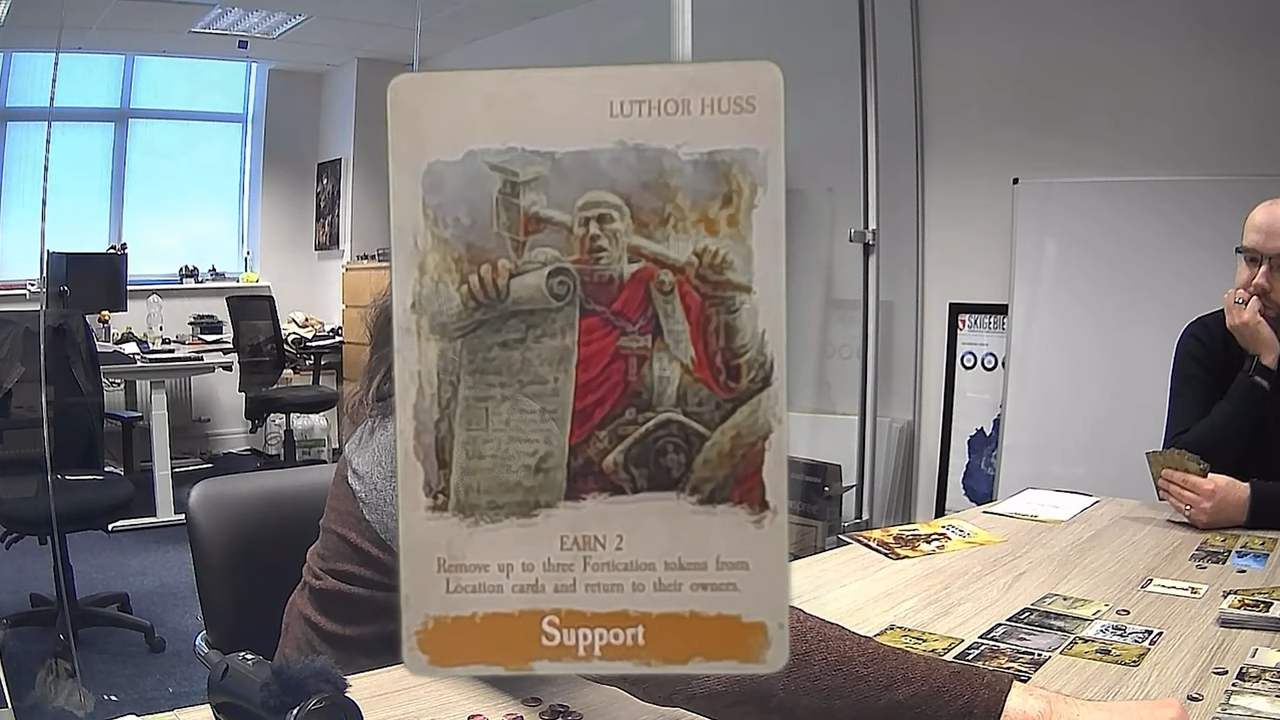 LUTHOR HUSS
EARN 2
Remove up to three Fortication tokens from
Location cards and return to their owners.
Support
SKIGEBIE